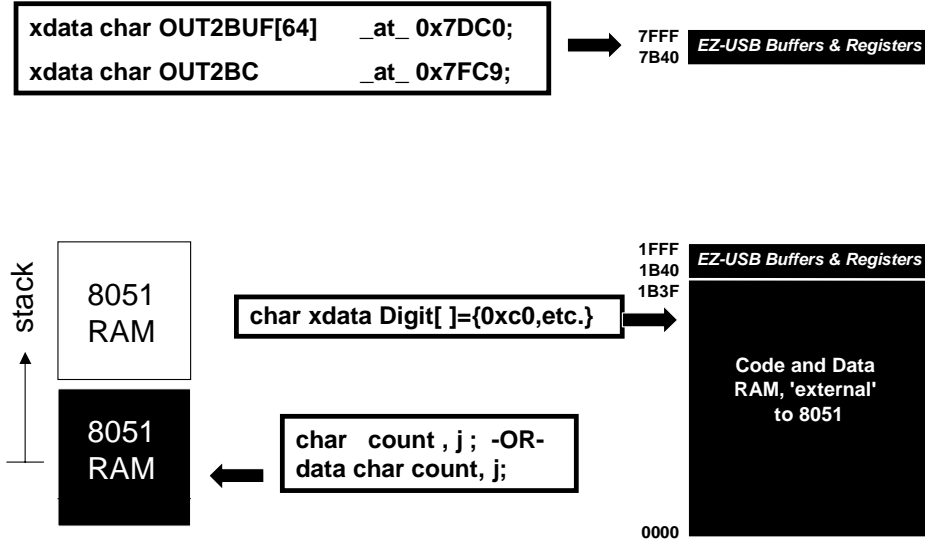 xdata char OUT2BUF[64] _at_ 0x7DC0;
xdata char OUT2BC _at_ 0x7FC9;
7FFF
7B40
EZ-USB Buffers & Registers
stack
8051
RAM
char xdata Digit[ ]={0xc0,etc.}
1FFF
1B40
1B3F
EZ-USB Buffers & Registers
Code and Data
RAM, 'external'
to 8051
8051
RAM
char count , j ; -OR-
data char count, j;
0000